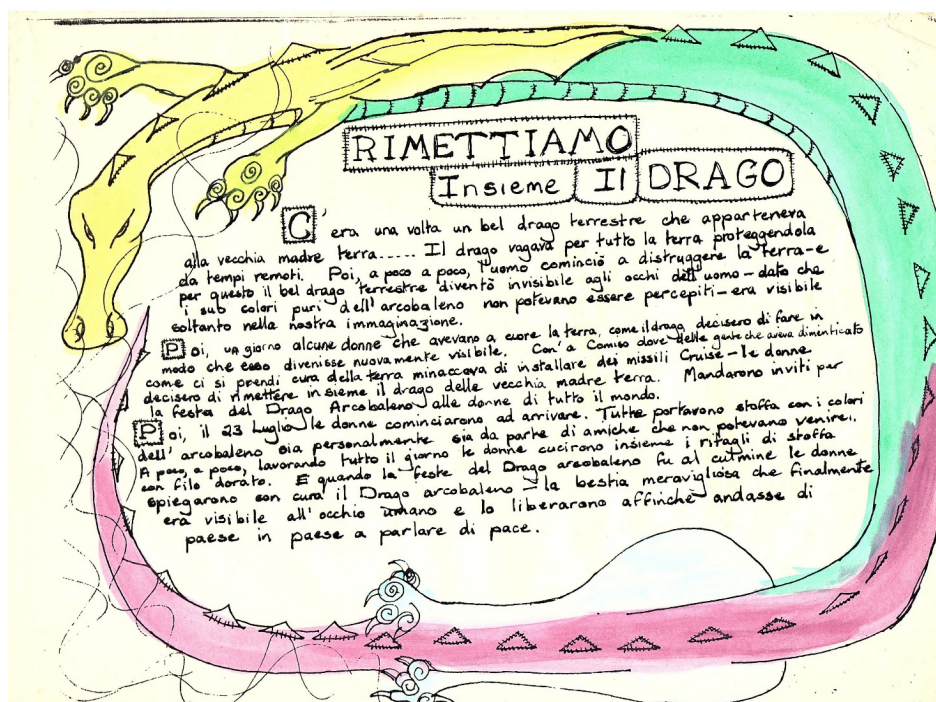 RIMETTIAMO
Insieme Il DRAGO
C'era una volta un bel drago terrestre che apparteneva
alla vecchia madre terra..... Il drago vagava per tutto la terra proteggendola
da tempi remoti. Poi, a poco a poco, l'uomo cominciò a distruggere la terra-e
per questo il bel drago terrestre diventò invisibile agli occhi dell'uomo-dato che
i suo colori puri dell'arcobaleno non potevano essere percepiti-era visibile
soltanto nella nostra immaginazione.
Poi, un giorno alcune donne che avevano a cuore la terra, come il drago, decisero di fare in
modo che esso divenisse nuovamente visibile. Con'a Comiso dove delle gente che aveva dimenticato
come ci si prendi cura della terra minaccava di installare dei missili Cruise-le donne
decisero di rimettere insieme il drago delle vecchia madre terra. Mandarono inviti per
la festa del Drago Arcobaleno alle donne di tutto il mondo.
Poi, il 23 Luglio le donne cominciarono ad arrivare. Tutte portavono stoffa con i colori
dell'arcobaleno sia personalmente sia da parte di amiche che non potevano venirci.
A poco, a poco, lavorando tutto il giorno le donne cucirono insieme i ritagli di stoffa
con filo dorato. E quando la feste del Drago arcobaleno fu al culmine le donne
spiegarono con cura il Drago arcobaleno - la bestia meravigliosa che finalmente
era visibile all'occhio umano e lo liberarono affinchè andasse di
paese in paese a parlare di pace.